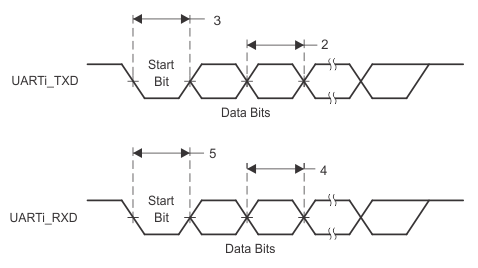 3
2
Start
Bit
UARTi_TXD
Data Bits
5
4
Start
Bit
UARTi_RXD
Data Bits